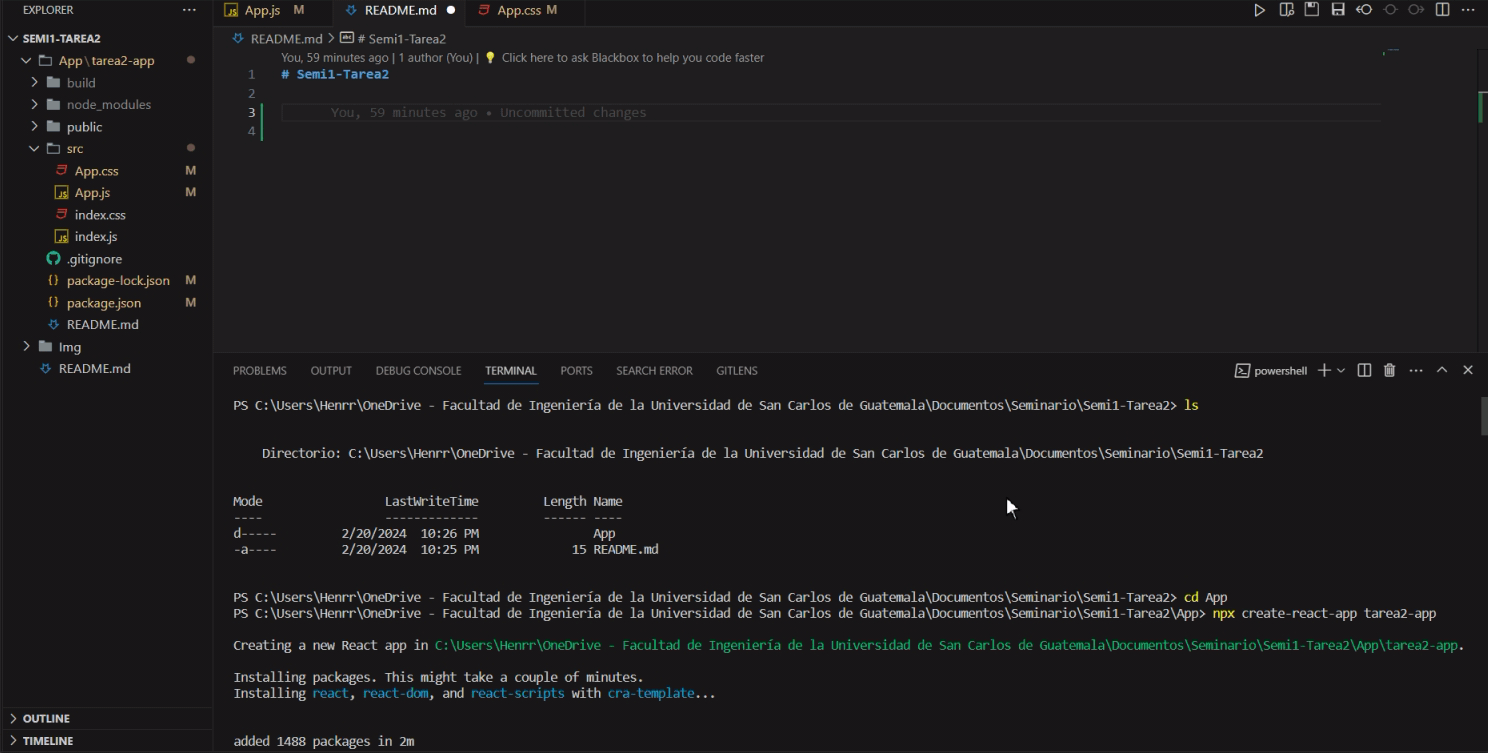 EXPLORER ...
SEMI1-TAREA2
App\tarea2-app
build
node_modules
public
src
App.css M
App.js M
index.css
index.js
.gitignore
package-lock.json M
package.json M
README.md
Img
README.md
OUTLINE
TIMELINE
App.js M README.md App.css M
README.md > # Semi1-Tarea2
You, 59 minutes ago | 1 author (You) | Click here to ask Blackbox to help you code faster
1 # Semi1-Tarea2
2
3 You, 59 minutes ago • Uncommitted changes
4
PROBLEMS OUTPUT DEBUG CONSOLE TERMINAL PORTS SEARCH ERROR GITLENS powershell
PS C:\Users\Henrr\OneDrive - Facultad de Ingeniería de la Universidad de San Carlos de Guatemala\Documentos\Seminario\Semi1-Tarea2> ls
Directorio: C:\Users\Henrr\OneDrive - Facultad de Ingeniería de la Universidad de San Carlos de Guatemala\Documentos\Seminario\Semi1-Tarea2
Mode LastWriteTime Length Name
---- ------------- ------ ----
d----- 2/20/2024 10:26 PM App
-a---- 2/20/2024 10:25 PM 15 README.md
PS C:\Users\Henrr\OneDrive - Facultad de Ingeniería de la Universidad de San Carlos de Guatemala\Documentos\Seminario\Semi1-Tarea2> cd App
PS C:\Users\Henrr\OneDrive - Facultad de Ingeniería de la Universidad de San Carlos de Guatemala\Documentos\Seminario\Semi1-Tarea2\App> npx create-react-app tarea2-app
Creating a new React app in C:\Users\Henrr\OneDrive - Facultad de Ingeniería de la Universidad de San Carlos de Guatemala\Documentos\Seminario\Semi1-Tarea2\App\tarea2-app.
Installing packages. This might take a couple of minutes.
Installing react, react-dom, and react-scripts with cra-template...
added 1488 packages in 2m